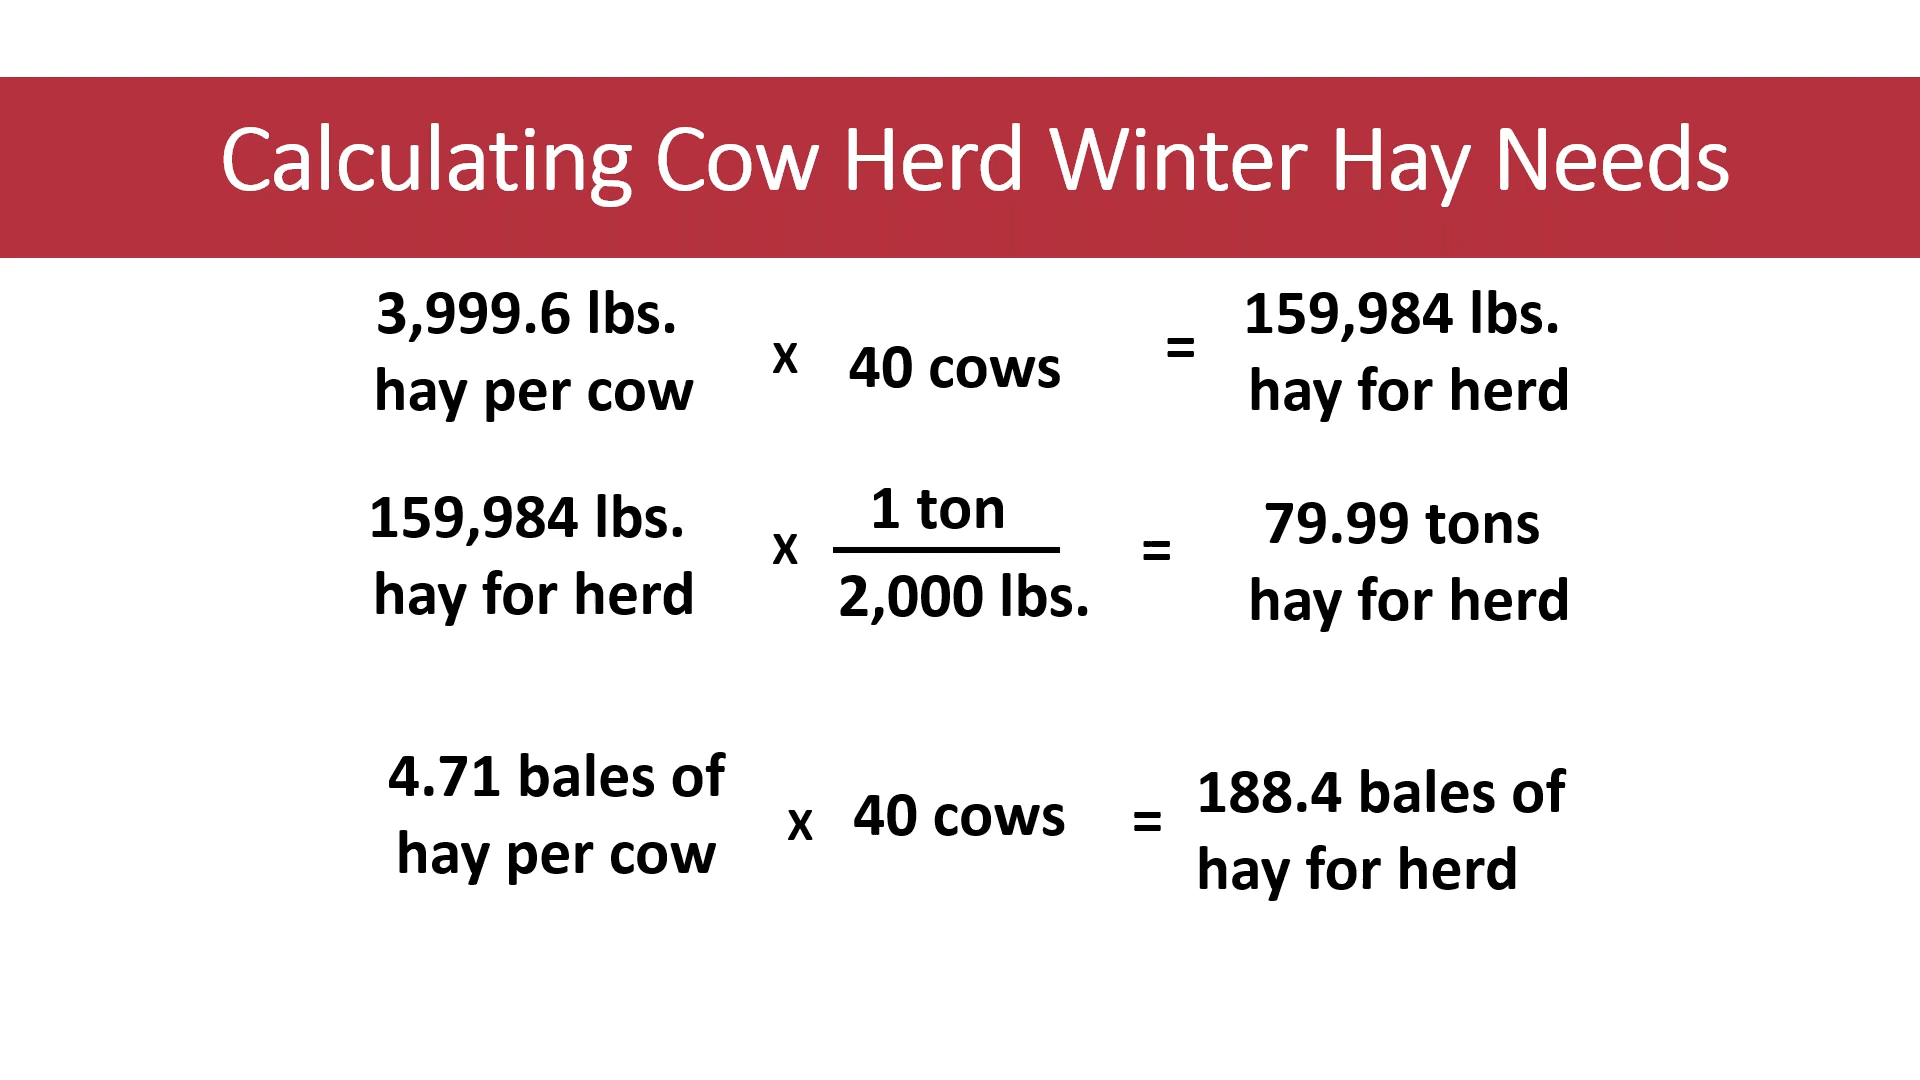 Calculating Cow Herd Winter Hay Needs
3,999.6 lbs.
hay per cow
x
40 cows
=
159,984 lbs.
hay for herd
159,984 lbs.
hay for herd
x
1 ton
2,000 lbs.
=
79.99 tons
hay for herd
4.71 bales of
hay per cow
x
40 cows
=
188.4 bales of
hay for herd